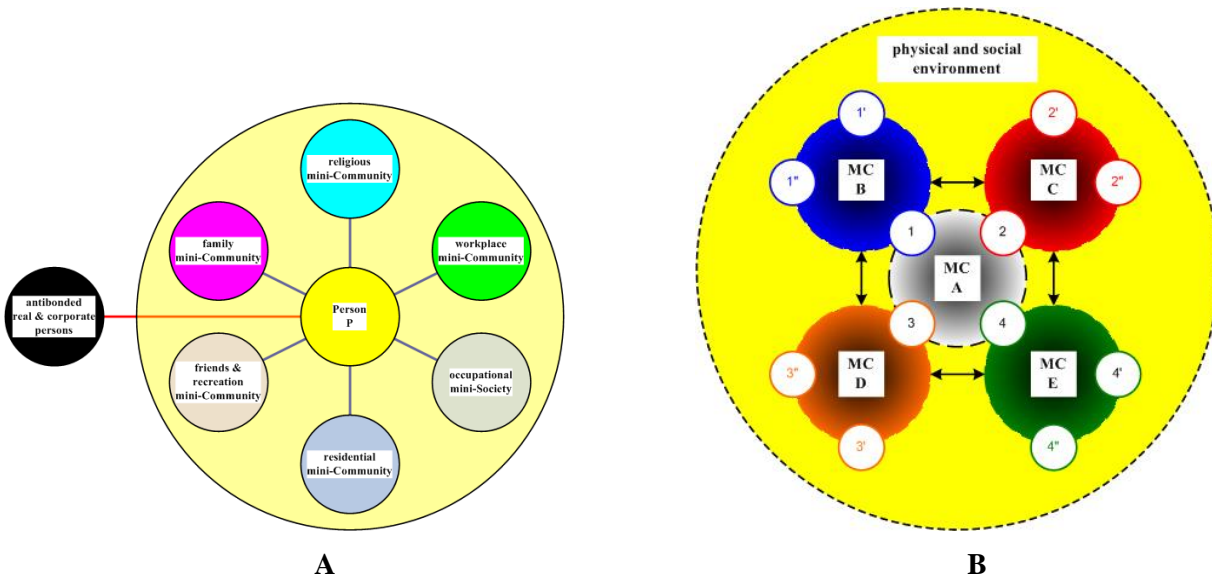 religious
mini-Community
family
mini-Community
workplace
mini-Community
antibonded
real & corporate
persons
Person
P
friends &
recreation
mini-Community
occupational
mini-Society
residential
mini-Community
A
physical and social
environment
1'
2'
1"
MC
B
MC
C
2"
1
2
MC
A
3
4
3"
MC
D
MC
E
4'
3'
4"
B